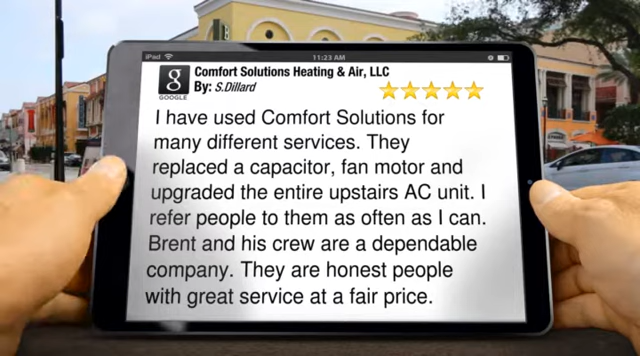 iPad
11:23 AM
g
GOOGLE
Comfort Solutions Heating & Air, LLC
By: S.Dillard
I have used Comfort Solutions for
many different services. They
replaced a capacitor, fan motor and
upgraded the entire upstairs AC unit. I
refer people to them as often as I can.
Brent and his crew are a dependable
company. They are honest people
with great service at a fair price.